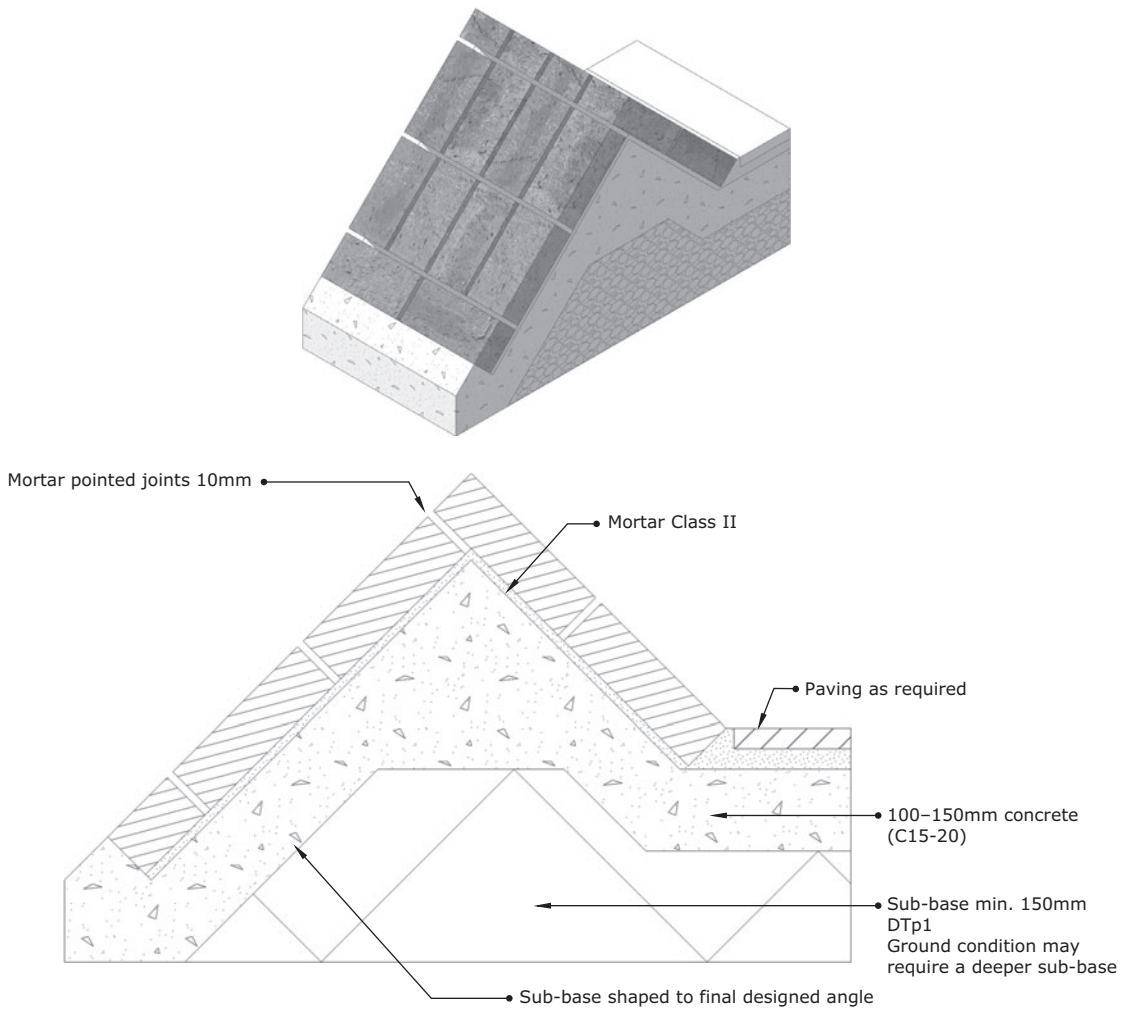 Mortar pointed joints 10mm
Mortar Class II
Paving as required
100–150mm concrete
(C15-20)
Sub-base min. 150mm
DTp1
Ground condition may
require a deeper sub-base
Sub-base shaped to final designed angle